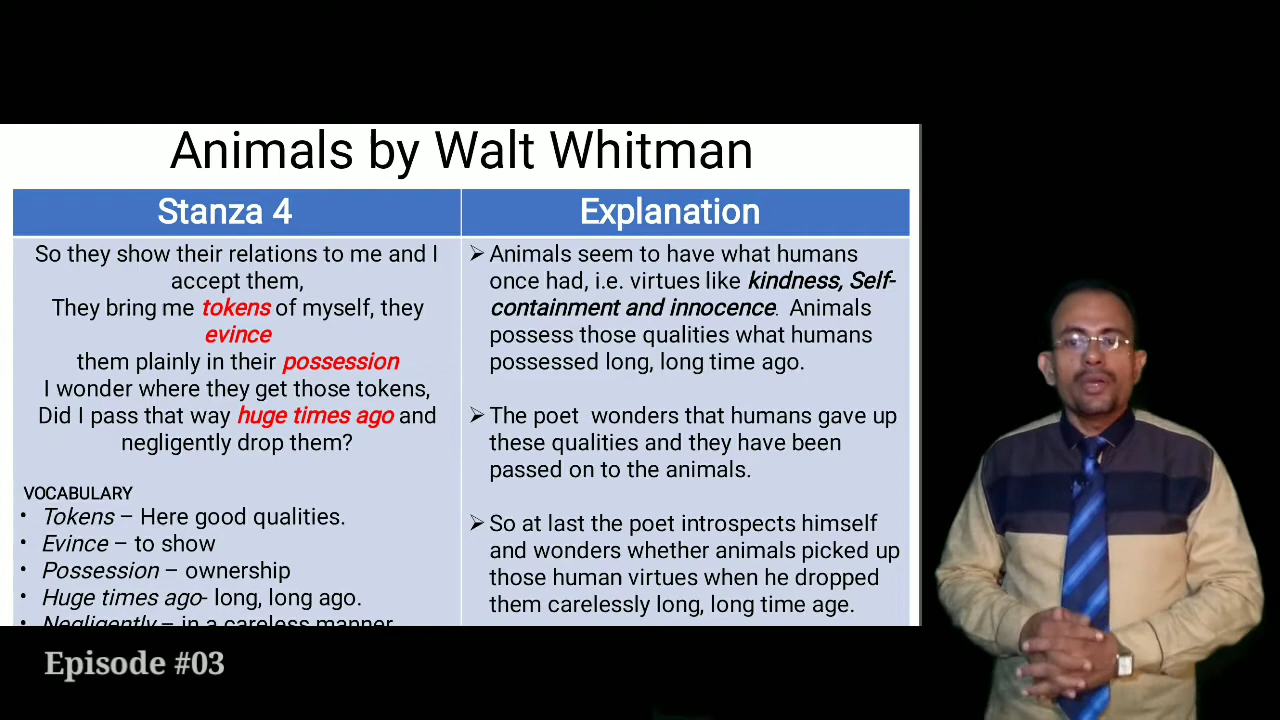 Animals by Walt Whitman
Stanza 4
So they show their relations to me and I
accept them,
They bring me tokens of myself, they
evince
them plainly in their possession
I wonder where they get those tokens,
Did I pass that way huge times ago and
negligently drop them?
VOCABULARY
• Tokens – Here good qualities.
• Evince – to show
• Possession – ownership
• Huge times ago- long, long ago.
• Negligently – in a careless manner
Explanation
➢ Animals seem to have what humans
once had, i.e. virtues like kindness, Self-
containment and innocence. Animals
possess those qualities what humans
possessed long, long time ago.
➢ The poet wonders that humans gave up
these qualities and they have been
passed on to the animals.
➢ So at last the poet introspects himself
and wonders whether animals picked up
those human virtues when he dropped
them carelessly long, long time age.
Episode #03